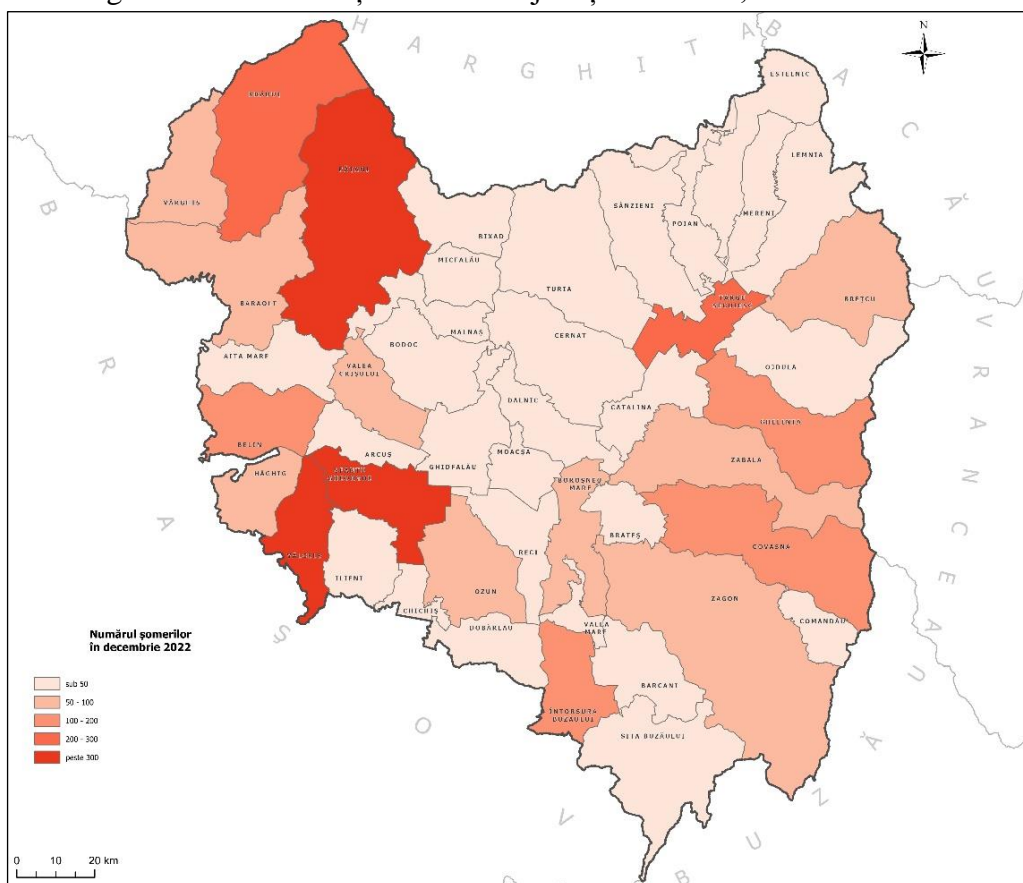 N
H A R G H I T A
B A C Ă U
V R A N C E A
B U Z Ă U
B R A Ș O V
ESTELNIC
LEMNIA
VÂRGHIȘ
SÂNZIENI
POIAN
MERENI
BIXAD
MICFALĂU
TURIA
BREȚCU
BARAOLT
MALNAȘ
CERNAT
AITA MARE
BODOC
VALEA
CRIȘULUI
OJDULA
DALNIC
CATALINA
GHELINȚA
BELIN
ARCUȘ
GHIDFALĂU
MOACȘA
ZĂBALA
HĂGHIG
BOROȘNEU
MARE
RECI
BRATEȘ
COVASNA
ILIENI
OZUN
ZAGON
CHICHIȘ
COMANDĂU
DOBÂRLĂU
VALEA
MARE
BARCANI
ÎNTORSURA
BUZĂULUI
SITA BUZĂULUI
Numărul șomerilor
în decembrie 2022
sub 50
50 - 100
100 - 200
200 - 300
peste 300
0 10 20 km